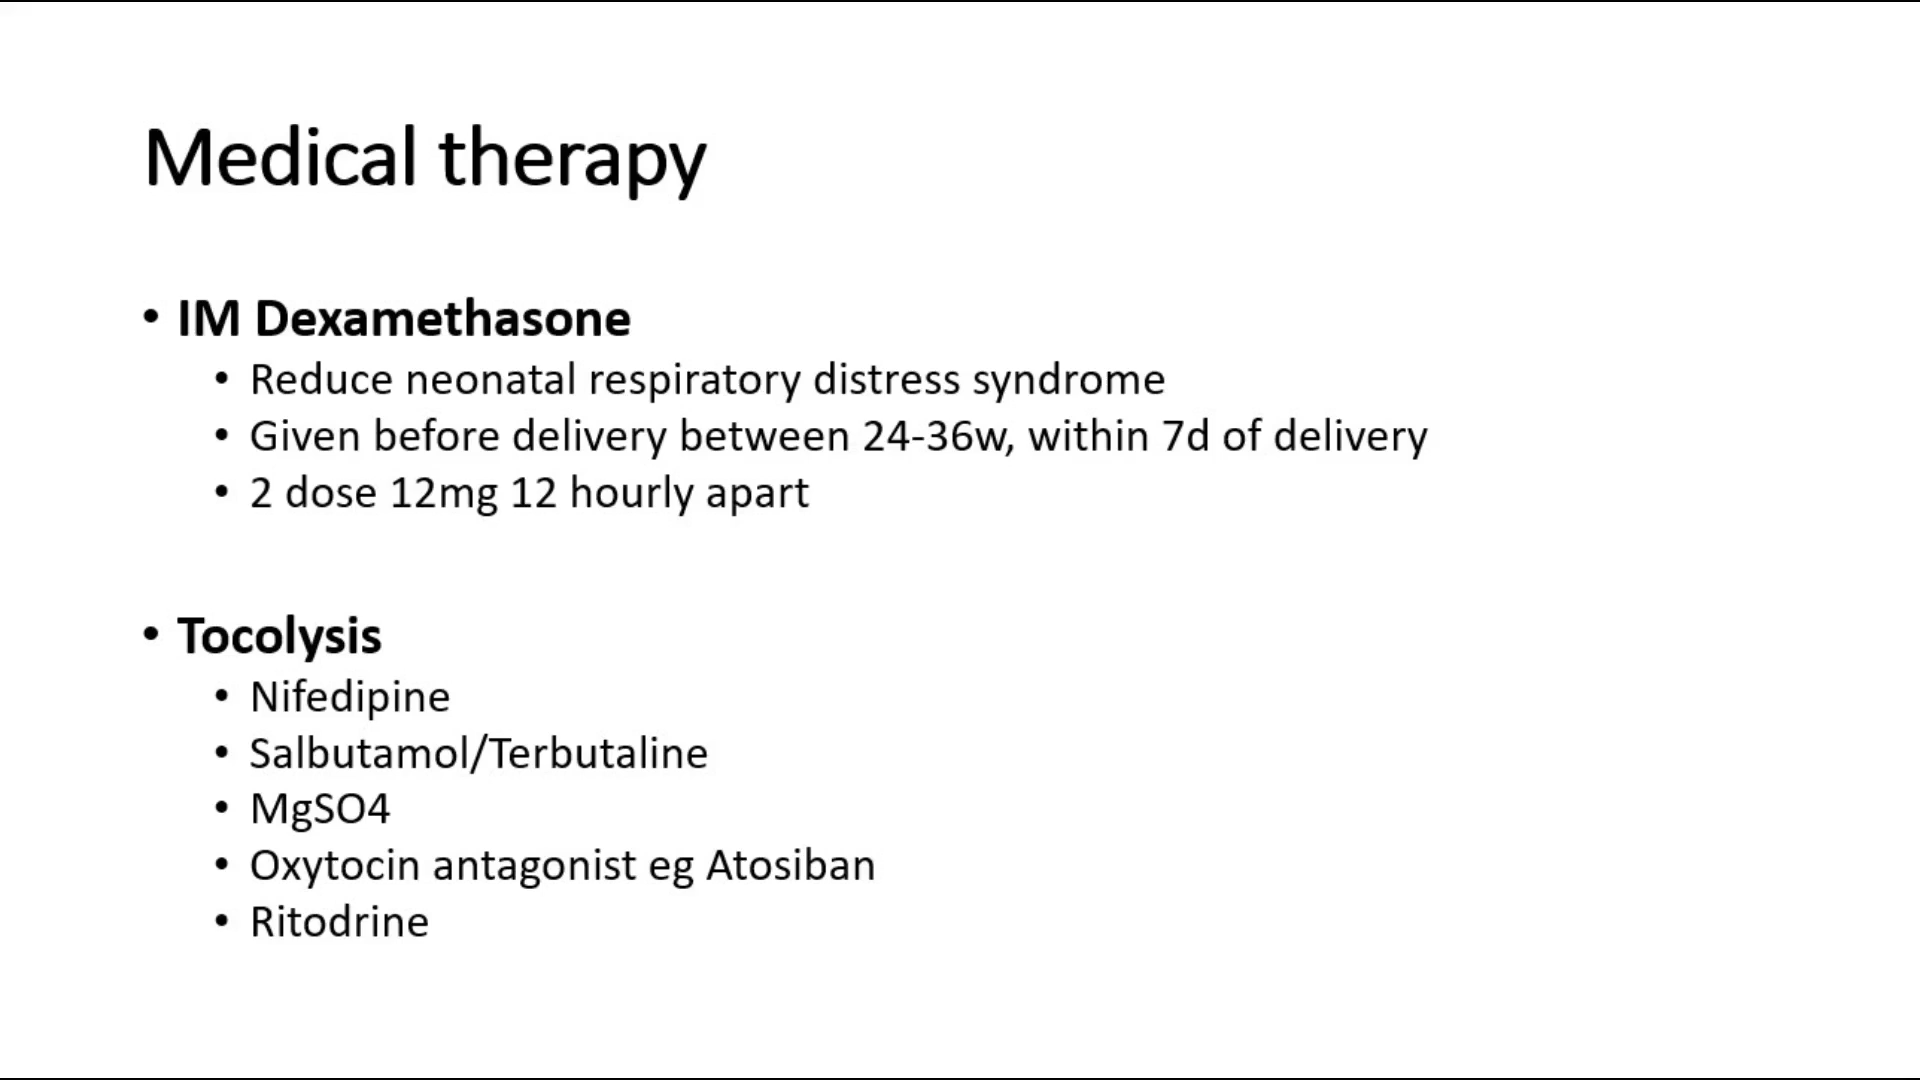 Medical therapy
• IM Dexamethasone
• Reduce neonatal respiratory distress syndrome
• Given before delivery between 24-36w, within 7d of delivery
• 2 dose 12mg 12 hourly apart
• Tocolysis
• Nifedipine
• Salbutamol/Terbutaline
• MgSO4
• Oxytocin antagonist eg Atosiban
• Ritodrine